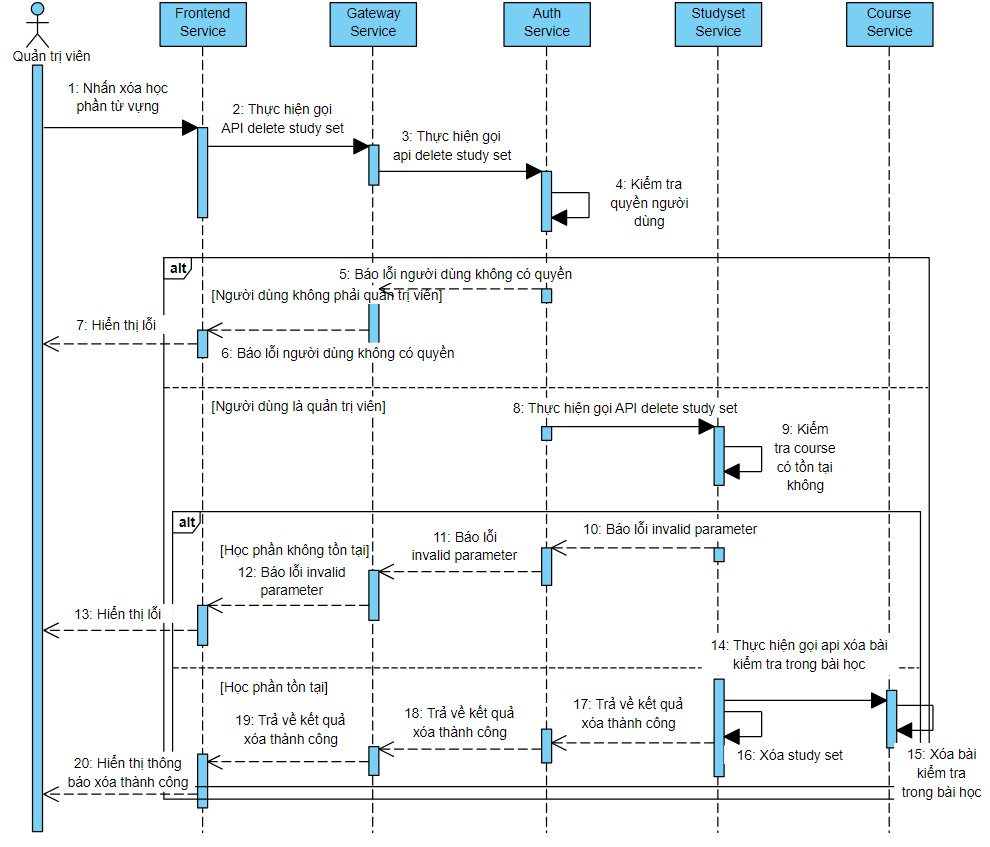 Frontend
Service
Gateway
Service
Auth
Service
Studyset
Service
Course
Service
Quản trị viên
1: Nhấn xóa học
phần từ vựng
2: Thực hiện gọi
API delete study set
3: Thực hiện gọi
api delete study set
4: Kiểm tra
quyền người
dùng
alt
5: Báo lỗi người dùng không có quyền
[Người dùng không phải quản trị viên]
7: Hiển thị lỗi
6: Báo lỗi người dùng không có quyền
[Người dùng là quản trị viên]
8: Thực hiện gọi API delete study set
9: Kiểm
tra course
có tồn tại
không
alt
10: Báo lỗi invalid parameter
11: Báo lỗi
invalid parameter
[Học phần không tồn tại]
12: Báo lỗi invalid
parameter
13: Hiển thị lỗi
14: Thực hiện gọi api xóa bài
kiểm tra trong bài học
[Học phần tồn tại]
17: Trả về kết quả
xóa thành công
18: Trả về kết quả
xóa thành công
19: Trả về kết quả
xóa thành công
16: Xóa study set
15: Xóa bài
kiểm tra
trong bài học
20: Hiển thị thông
báo xóa thành công